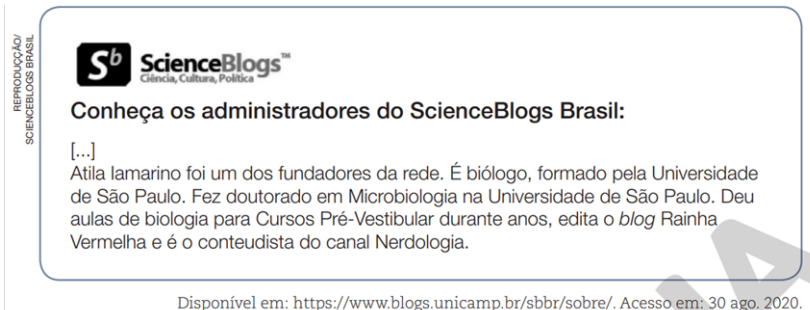 REPRODUCÇÃO/
SCIENCEBLOGS BRASIL
Sb ScienceBlogs™
Ciência, Cultura, Política
Conheça os administradores do ScienceBlogs Brasil:
[...]
Atila Iamarino foi um dos fundadores da rede. É biólogo, formado pela Universidade
de São Paulo. Fez doutorado em Microbiologia na Universidade de São Paulo. Deu
aulas de biologia para Cursos Pré-Vestibular durante anos, edita o blog Rainha
Vermelha e é o conteudista do canal Nerdologia.
Disponível em: https://www.blogs.unicamp.br/sbbr/sobre/. Acesso em: 30 ago. 2020.